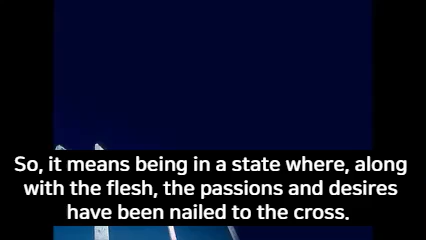 So, it means being in a state where, along
with the flesh, the passions and desires
have been nailed to the cross.